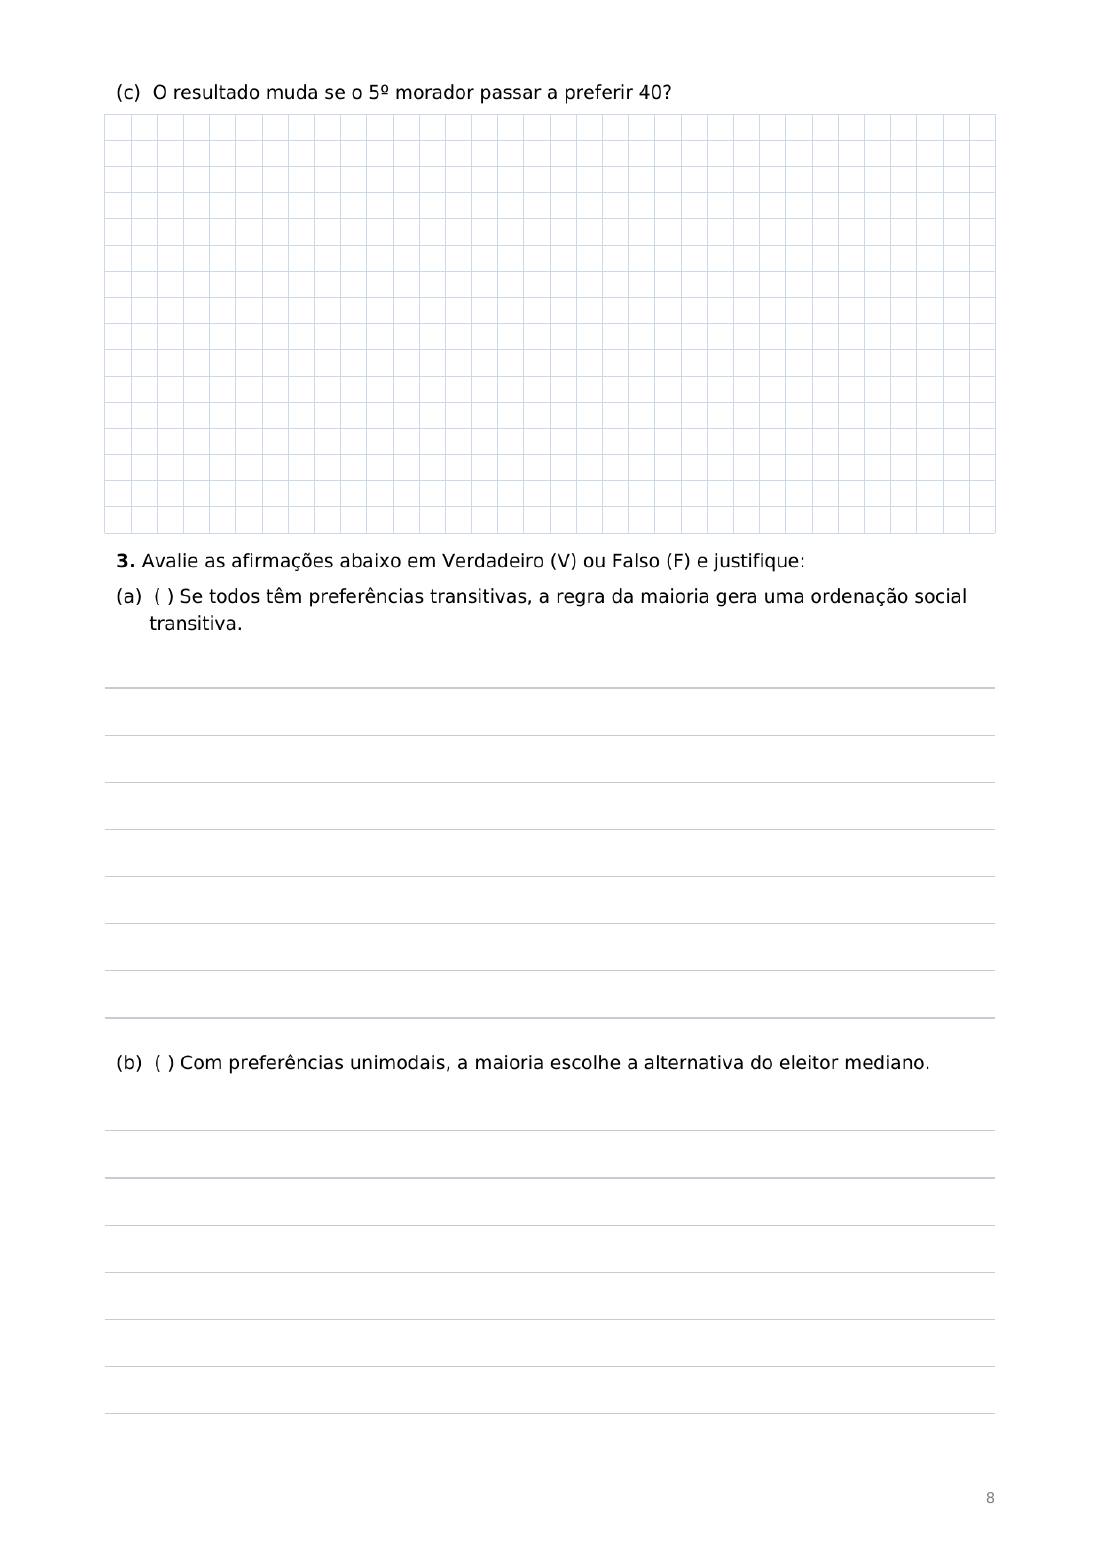 (c) O resultado muda se o 5º morador passar a preferir 40?
3. Avalie as afirmações abaixo em Verdadeiro (V) ou Falso (F) e justifique:
(a) ( ) Se todos têm preferências transitivas, a regra da maioria gera uma ordenação social
transitiva.
(b) ( ) Com preferências unimodais, a maioria escolhe a alternativa do eleitor mediano.
8